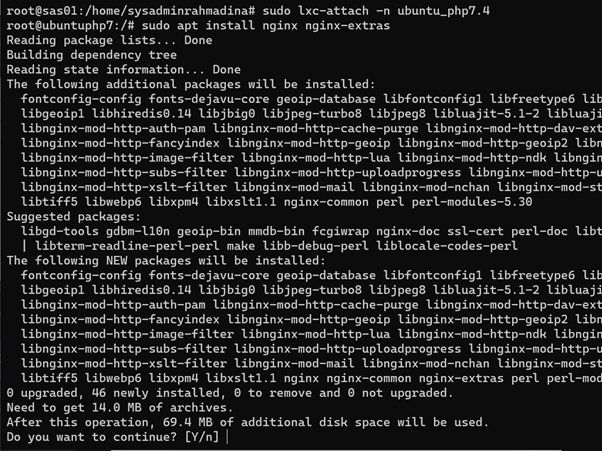 root@sas01:/home/sysadminrahmadina# sudo lxc-attach -n ubuntu_php7.4
root@ubuntuphp7:/# sudo apt install nginx nginx-extras
Reading package lists... Done
Building dependency tree
Reading state information... Done
The following additional packages will be installed:
fontconfig-config fonts-dejavu-core geoip-database libfontconfig1 libfreetype6 lib
libgeoip1 libhiredis0.14 libjbig0 libjpeg-turbo8 libjpeg8 libluajit-5.1-2 libluaji
libnginx-mod-http-auth-pam libnginx-mod-http-cache-purge libnginx-mod-http-dav-ext
libnginx-mod-http-fancyindex libnginx-mod-http-geoip libnginx-mod-http-geoip2 libn
libnginx-mod-http-image-filter libnginx-mod-http-lua libnginx-mod-http-ndk libngin
libnginx-mod-http-subs-filter libnginx-mod-http-uploadprogress libnginx-mod-http-u
libnginx-mod-http-xslt-filter libnginx-mod-mail libnginx-mod-nchan libnginx-mod-st
libtiff5 libwebp6 libxpm4 libxslt1.1 nginx-common perl perl-modules-5.30
Suggested packages:
libgd-tools gdbm-l10n geoip-bin mmdb-bin fcgiwrap nginx-doc ssl-cert perl-doc libt
| libterm-readline-perl-perl make libb-debug-perl liblocale-codes-perl
The following NEW packages will be installed:
fontconfig-config fonts-dejavu-core geoip-database libfontconfig1 libfreetype6 lib
libgeoip1 libhiredis0.14 libjbig0 libjpeg-turbo8 libjpeg8 libluajit-5.1-2 libluaji
libnginx-mod-http-auth-pam libnginx-mod-http-cache-purge libnginx-mod-http-dav-ext
libnginx-mod-http-fancyindex libnginx-mod-http-geoip libnginx-mod-http-geoip2 libn
libnginx-mod-http-image-filter libnginx-mod-http-lua libnginx-mod-http-ndk libngin
libnginx-mod-http-subs-filter libnginx-mod-http-uploadprogress libnginx-mod-http-u
libnginx-mod-http-xslt-filter libnginx-mod-mail libnginx-mod-nchan libnginx-mod-st
libtiff5 libwebp6 libxpm4 libxslt1.1 nginx nginx-common nginx-extras perl perl-mod
0 upgraded, 46 newly installed, 0 to remove and 0 not upgraded.
Need to get 14.0 MB of archives.
After this operation, 69.4 MB of additional disk space will be used.
Do you want to continue? [Y/n]